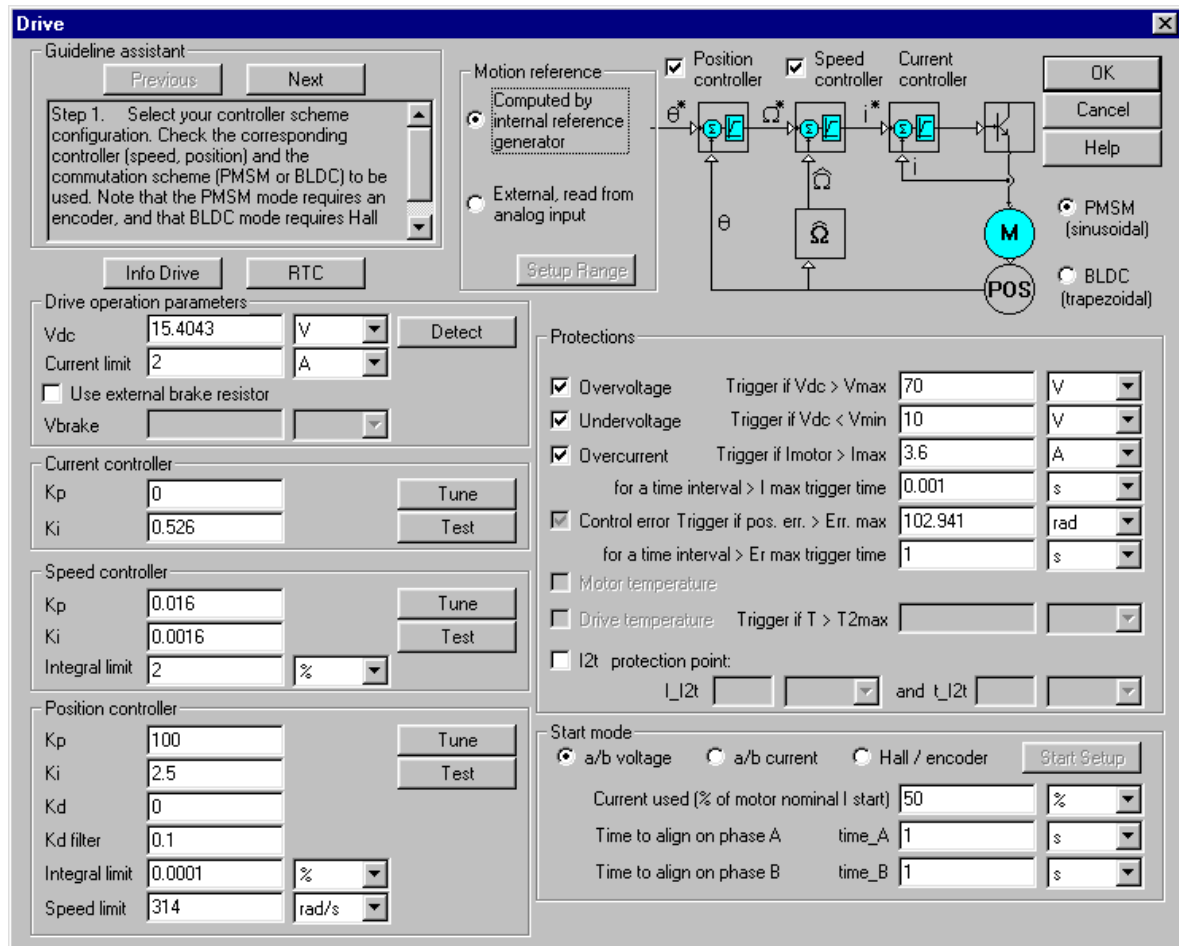 Drive
Guideline assistant
Previous
Next
Step 1. Select your controller scheme
configuration. Check the corresponding
controller (speed, position) and the
commutation scheme (PMSM or BLDC) to be
used. Note that the PMSM mode requires an
encoder, and that BLDC mode requires Hall
Info Drive
RTC
Motion reference
Computed by
internal reference
generator
External, read from
analog input
Setup Range
Position
controller
Speed
controller
Current
controller
θ*
Σ
Ω*
Σ
i*
Σ
i
Ω̂
θ
Ω̂
M
POS
OK
Cancel
Help
PMSM
(sinusoidal)
BLDC
(trapezoidal)
Drive operation parameters
Vdc 15.4043 V Detect
Current limit 2 A
Use external brake resistor
Vbrake
Current controller
Kp 0 Tune
Ki 0.526 Test
Speed controller
Kp 0.016 Tune
Ki 0.0016 Test
Integral limit 2 %
Position controller
Kp 100 Tune
Ki 2.5 Test
Kd 0
Kd filter 0.1
Integral limit 0.0001 %
Speed limit 314 rad/s
Protections
Overvoltage Trigger if Vdc > Vmax 70 V
Undervoltage Trigger if Vdc < Vmin 10 V
Overcurrent Trigger if Imotor > Imax 3.6 A
for a time interval > I max trigger time 0.001 s
Control error Trigger if pos. err. > Err. max 102.941 rad
for a time interval > Er max trigger time 1 s
Motor temperature
Drive temperature Trigger if T > T2max
I2t protection point:
I_I2t and t_I2t
Start mode
a/b voltage a/b current Hall / encoder Start Setup
Current used (% of motor nominal I start) 50 %
Time to align on phase A time_A 1 s
Time to align on phase B time_B 1 s